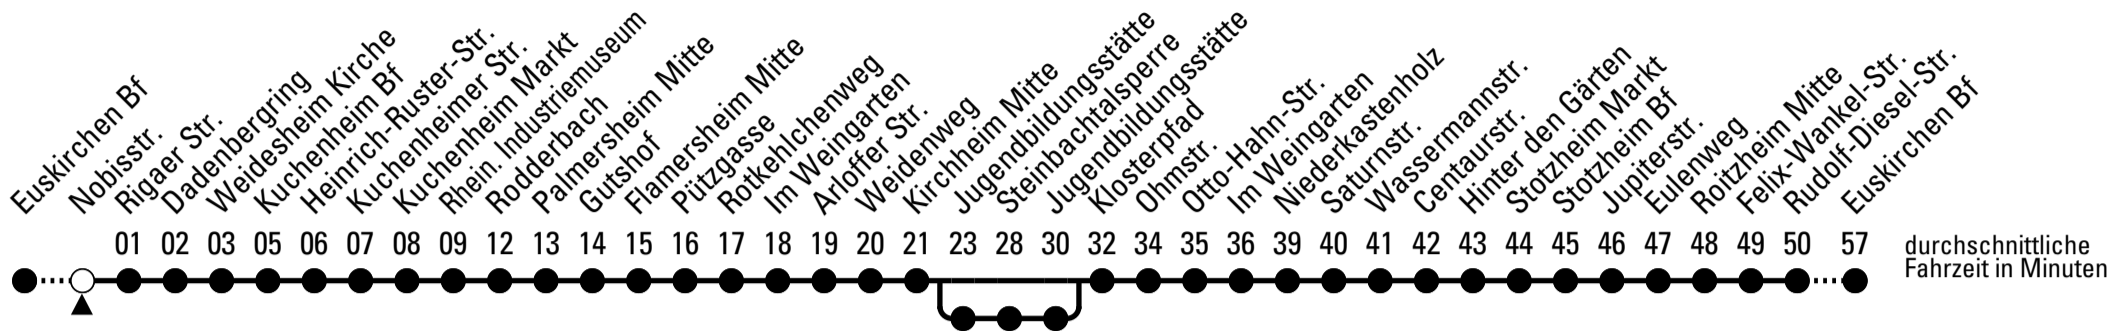 Euskirchen Bf
Nobisstr.
Rigaer Str.
Dadenbergring
Weidesheim Kirche
Kuchenheim Bf
Heinrich-Ruster-Str.
Kuchenheimer Str.
Kuchenheim Markt
Rhein. Industriemuseum
Rodderbach
Palmersheim Mitte
Gutshof
Flamersheim Mitte
Pützgasse
Rotkehlchenweg
Im Weingarten
Arloffer Str.
Weidenweg
Kirchheim Mitte
Jugendbildungsstätte
Steinbachtalsperre
Jugendbildungsstätte
Klosterpfad
Ohmstr.
Otto-Hahn-Str.
Im Weingarten
Niederkastenholz
Saturnstr.
Wassermannstr.
Centaurstr.
Hinter den Gärten
Stotzheim Markt
Stotzheim Bf
Jupiterstr.
Eulenweg
Roitzheim Mitte
Felix-Wankel-Str.
Rudolf-Diesel-Str.
Euskirchen Bf
01 02 03 05 06 07 08 09 12 13 14 15 16 17 18 19 20 21 23 28 30 32 34 35 36 39 40 41 42 43 44 45 46 47 48 49 50 57
durchschnittliche
Fahrzeit in Minuten